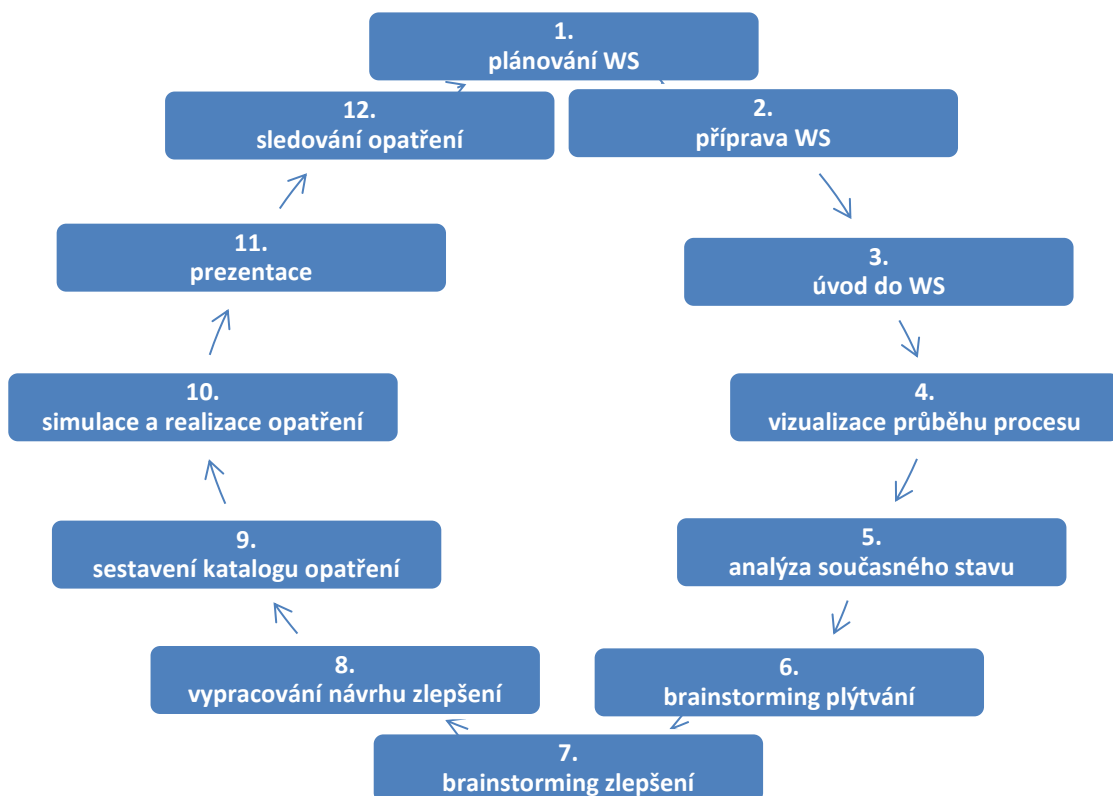 1.
plánování WS
2.
příprava WS
3.
úvod do WS
4.
vizualizace průběhu procesu
5.
analýza současného stavu
6.
brainstorming plýtvání
7.
brainstorming zlepšení
8.
vypracování návrhu zlepšení
9.
sestavení katalogu opatření
10.
simulace a realizace opatření
11.
prezentace
12.
sledování opatření